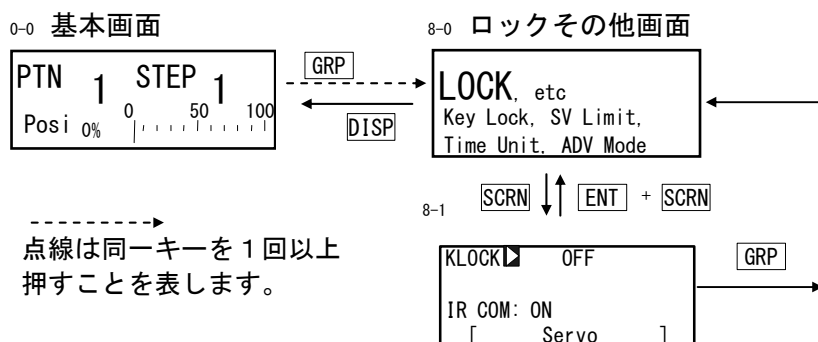 0-0 基本画面
PTN 1 STEP 1
Posi 0% 0 50 100
GRP
DISP
8-0 ロックその他画面
LOCK, etc
Key Lock, SV Limit,
Time Unit, ADV Mode
SCRN ENT + SCRN
点線は同一キーを１回以上
押すことを表します。
8-1
KLOCK OFF
IR COM: ON
[ Servo ]
GRP